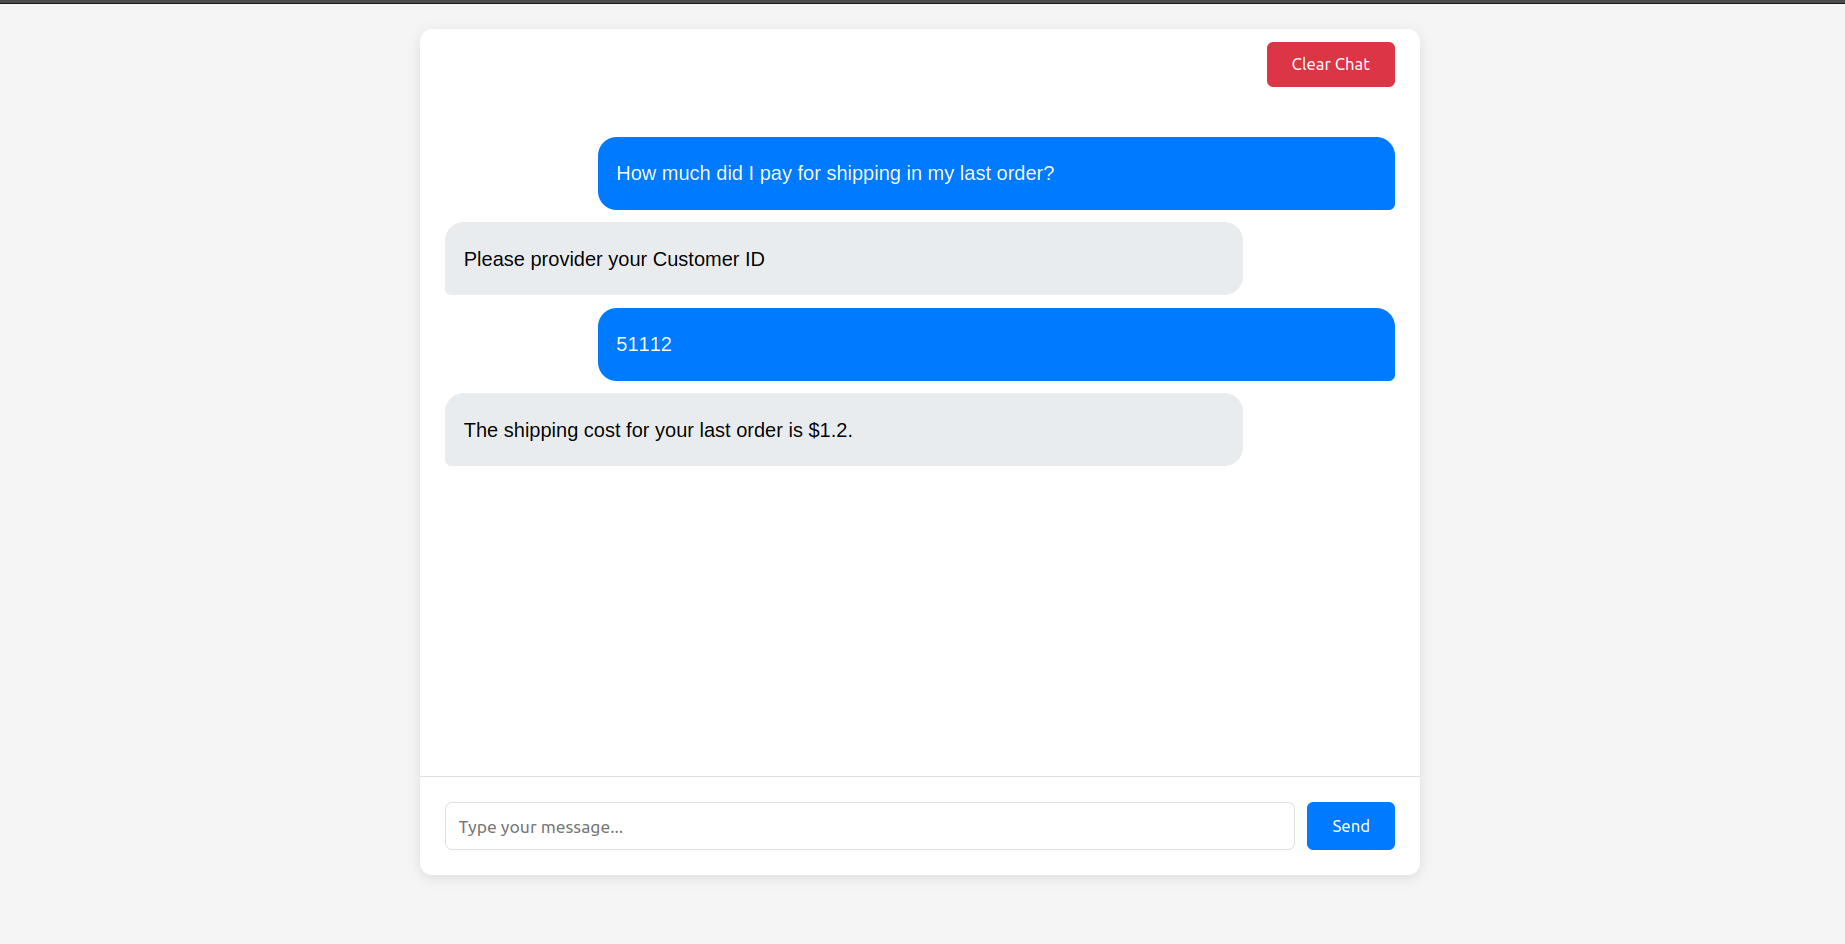 Clear Chat
How much did I pay for shipping in my last order?
Please provider your Customer ID
51112
The shipping cost for your last order is $1.2.
Type your message...
Send